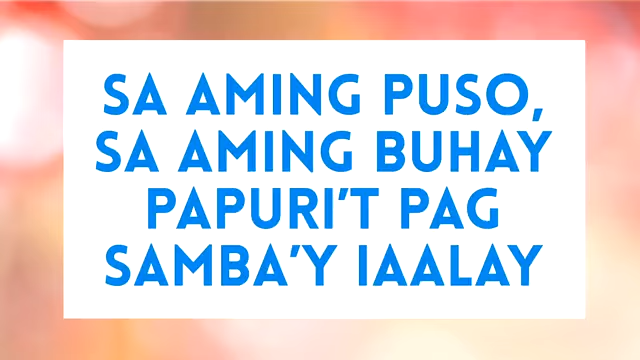 SA AMING PUSO,
SA AMING BUHAY
PAPURI'T PAG
SAMBA'Y IAALAY